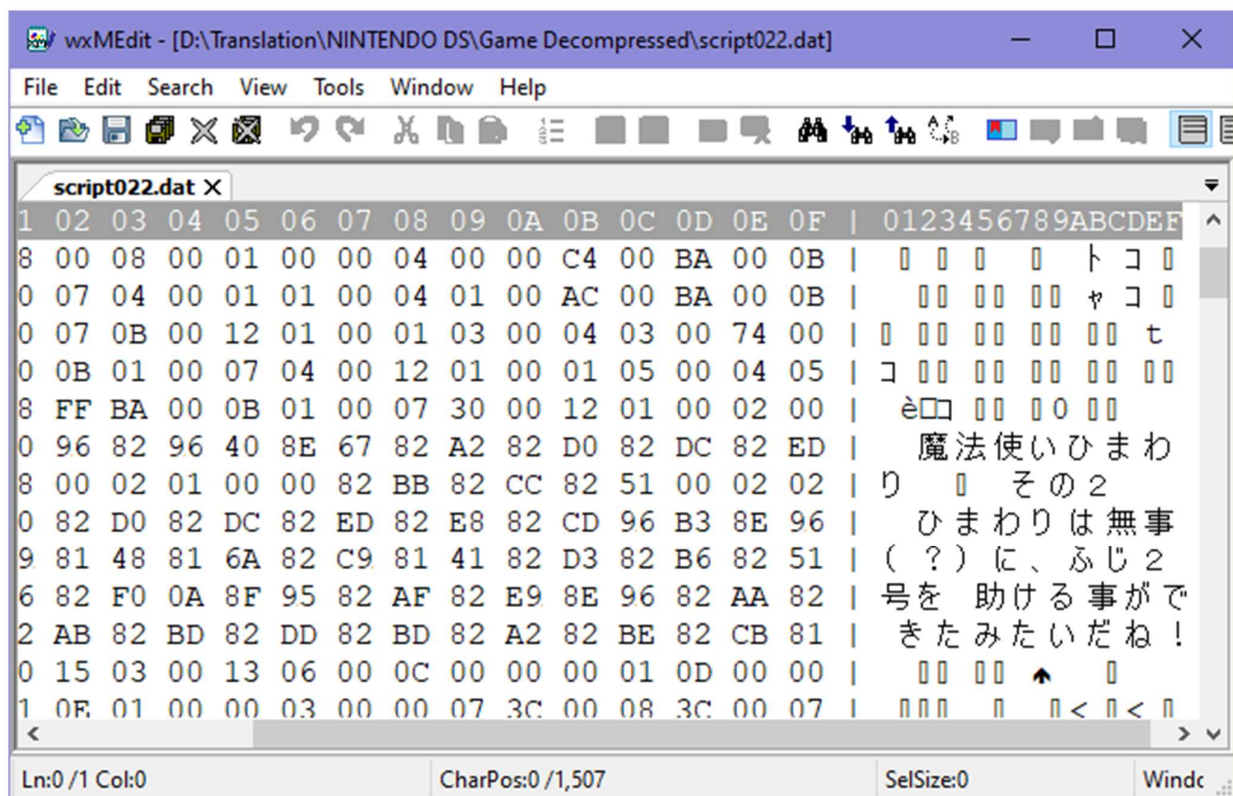 wxMEdit - [D:\Translation\NINTENDO DS\Game Decompressed\script022.dat]
File Edit Search View Tools Window Help
script022.dat X
1 02 03 04 05 06 07 08 09 0A 0B 0C 0D 0E 0F | 0123456789ABCDEF
8 00 08 00 01 00 00 04 00 00 C4 00 BA 00 0B | ト コ
0 07 04 00 01 01 00 04 01 00 AC 00 BA 00 0B | ャ コ
0 07 0B 00 12 01 00 01 03 00 04 03 00 74 00 | t
0 0B 01 00 07 04 00 12 01 00 01 05 00 04 05 | コ
8 FF BA 00 0B 01 00 07 30 00 12 01 00 02 00 | è コ 0
0 96 82 96 40 8E 67 82 A2 82 D0 82 DC 82 ED | 魔法使いひまわ
8 00 02 01 00 00 82 BB 82 CC 82 51 00 02 02 | り その２
0 82 D0 82 DC 82 ED 82 E8 82 CD 96 B3 8E 96 | ひまわりは無事
9 81 48 81 6A 82 C9 81 41 82 D3 82 B6 82 51 | （？）に、ふじ２
6 82 F0 0A 8F 95 82 AF 82 E9 8E 96 82 AA 82 | 号を 助ける事がで
2 AB 82 BD 82 DD 82 BD 82 A2 82 BE 82 CB 81 | きたみたいだね！
0 15 03 00 13 06 00 0C 00 00 00 01 0D 00 00 |
1 0E 01 00 00 03 00 00 07 3C 00 08 3C 00 07 | < <
Ln:0 /1 Col:0 CharPos:0 /1,507 SelSize:0 Windc